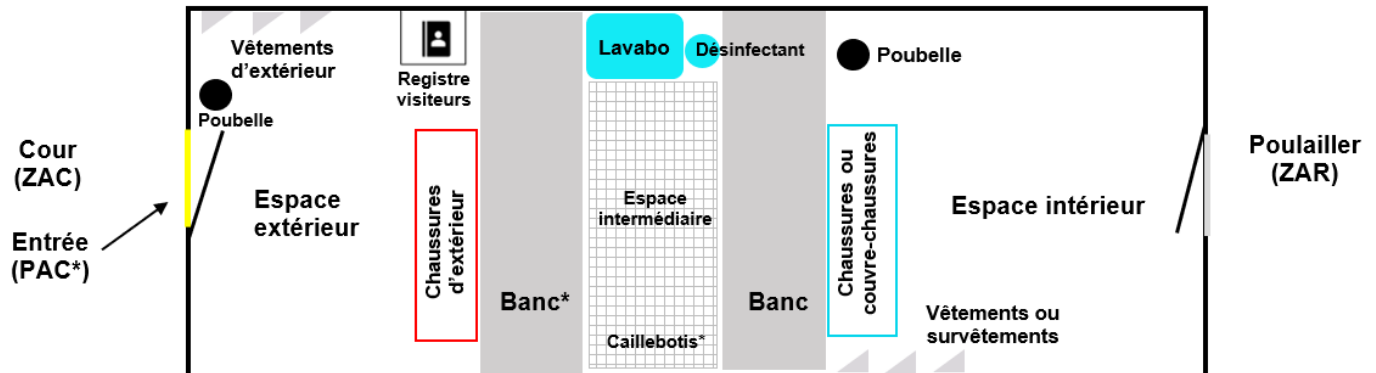 Cour
(ZAC)
Entrée
(PAC*)
Vêtements
d’extérieur
Poubelle
Espace
extérieur
Registre
visiteurs
Chaussures
d’extérieur
Banc*
Lavabo
Désinfectant
Espace
intermédiaire
Caillebotis*
Banc
Poubelle
Chaussures ou
couvre-chaussures
Espace intérieur
Vêtements ou
survêtements
Poulailler
(ZAR)